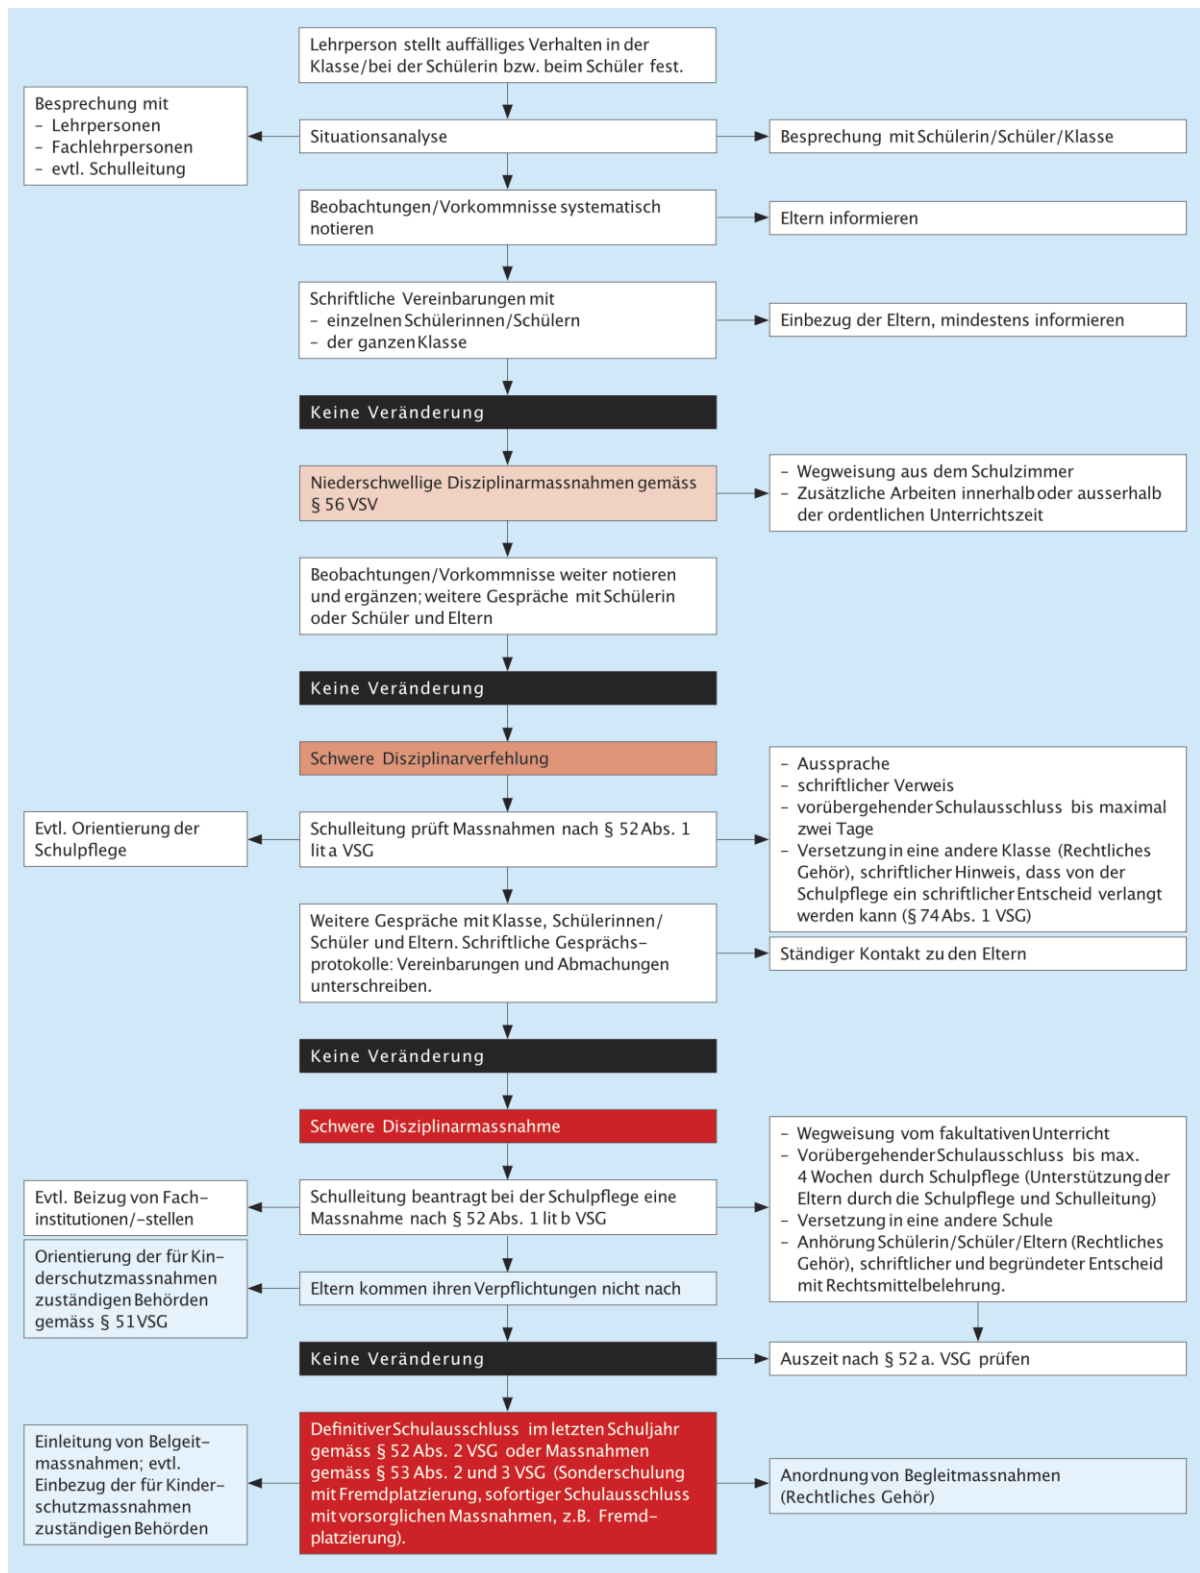 Lehrperson stellt auffälliges Verhalten in der
Klasse/bei der Schülerin bzw. beim Schüler fest.
Besprechung mit
– Lehrpersonen
– Fachlehrpersonen
– evtl. Schulleitung
Situationsanalyse
Besprechung mit Schülerin/Schüler/Klasse
Beobachtungen/Vorkommnisse systematisch
notieren
Eltern informieren
Schriftliche Vereinbarungen mit
– einzelnen Schülerinnen/Schülern
– der ganzen Klasse
Einbezug der Eltern, mindestens informieren
Keine Veränderung
Niederschwellige Disziplinarmassnahmen gemäss
§ 56 VSV
– Wegweisung aus dem Schulzimmer
– Zusätzliche Arbeiten innerhalb oder ausserhalb
der ordentlichen Unterrichtszeit
Beobachtungen/Vorkommnisse weiter notieren
und ergänzen; weitere Gespräche mit Schülerin
oder Schüler und Eltern
Keine Veränderung
Schwere Disziplinarverfehlung
Evtl. Orientierung der
Schulpflege
Schulleitung prüft Massnahmen nach § 52 Abs. 1
lit a VSG
– Aussprache
– schriftlicher Verweis
– vorübergehender Schulausschluss bis maximal
zwei Tage
– Versetzung in eine andere Klasse (Rechtliches
Gehör), schriftlicher Hinweis, dass von der
Schulpflege ein schriftlicher Entscheid verlangt
werden kann (§ 74 Abs. 1 VSG)
Weitere Gespräche mit Klasse, Schülerinnen/
Schüler und Eltern. Schriftliche Gesprächs-
protokolle: Vereinbarungen und Abmachungen
unterschreiben.
Ständiger Kontakt zu den Eltern
Keine Veränderung
Schwere Disziplinarmassnahme
Evtl. Beizug von Fach-
institutionen/-stellen
Schulleitung beantragt bei der Schulpflege eine
Massnahme nach § 52 Abs. 1 lit b VSG
– Wegweisung vom fakultativen Unterricht
– Vorübergehender Schulausschluss bis max.
4 Wochen durch Schulpflege (Unterstützung der
Eltern durch die Schulpflege und Schulleitung)
– Versetzung in eine andere Schule
– Anhörung Schülerin/Schüler/Eltern (Rechtliches
Gehör), schriftlicher und begründeter Entscheid
mit Rechtsmittelbelehrung.
Orientierung der für Kin-
derschutzmassnahmen
zuständigen Behörden
gemäss § 51 VSG
Eltern kommen ihren Verpflichtungen nicht nach
Keine Veränderung
Auszeit nach § 52 a. VSG prüfen
Einleitung von Belgeit-
massnahmen; evtl.
Einbezug der für Kinder-
schutzmassnahmen
zuständigen Behörden
Definitiver Schulausschluss im letzten Schuljahr
gemäss § 52 Abs. 2 VSG oder Massnahmen
gemäss § 53 Abs. 2 und 3 VSG (Sonderschulung
mit Fremdplatzierung, sofortiger Schulausschluss
mit vorsorglichen Massnahmen, z.B. Fremd-
platzierung).
Anordnung von Begleitmassnahmen
(Rechtliches Gehör)